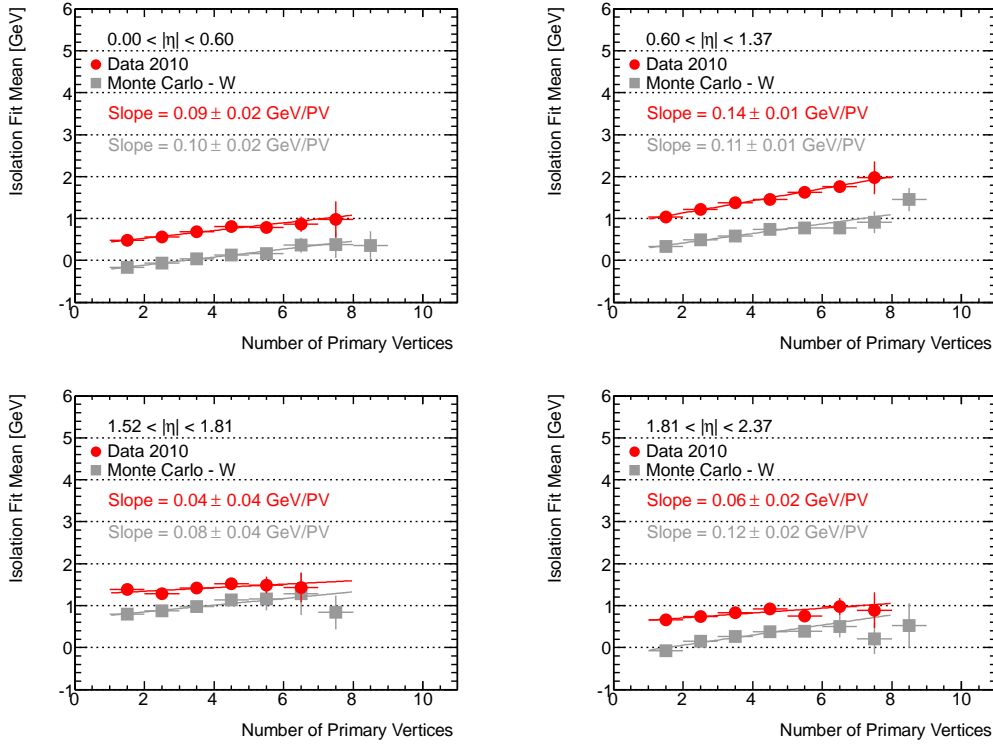 Isolation Fit Mean [GeV]
6
5
4
3
2
1
0
-1
0.00 < |η| < 0.60
Data 2010
Monte Carlo - W
Slope = 0.09 ± 0.02 GeV/PV
Slope = 0.10 ± 0.02 GeV/PV
0 2 4 6 8 10
Number of Primary Vertices
Isolation Fit Mean [GeV]
6
5
4
3
2
1
0
-1
0.60 < |η| < 1.37
Data 2010
Monte Carlo - W
Slope = 0.14 ± 0.01 GeV/PV
Slope = 0.11 ± 0.01 GeV/PV
0 2 4 6 8 10
Number of Primary Vertices
Isolation Fit Mean [GeV]
6
5
4
3
2
1
0
-1
1.52 < |η| < 1.81
Data 2010
Monte Carlo - W
Slope = 0.04 ± 0.04 GeV/PV
Slope = 0.08 ± 0.04 GeV/PV
0 2 4 6 8 10
Number of Primary Vertices
Isolation Fit Mean [GeV]
6
5
4
3
2
1
0
-1
1.81 < |η| < 2.37
Data 2010
Monte Carlo - W
Slope = 0.06 ± 0.02 GeV/PV
Slope = 0.12 ± 0.02 GeV/PV
0 2 4 6 8 10
Number of Primary Vertices